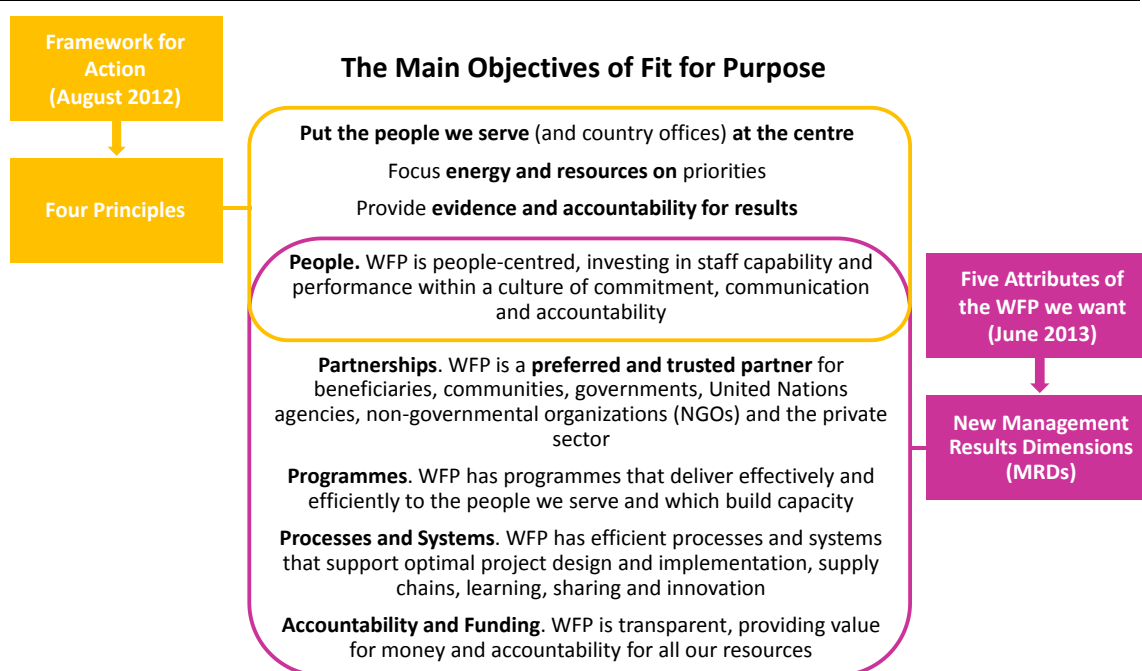 Framework for
Action
(August 2012)
Four Principles
The Main Objectives of Fit for Purpose
Put the people we serve (and country offices) at the centre
Focus energy and resources on priorities
Provide evidence and accountability for results
People. WFP is people-centred, investing in staff capability and
performance within a culture of commitment, communication
and accountability
Partnerships. WFP is a preferred and trusted partner for
beneficiaries, communities, governments, United Nations
agencies, non-governmental organizations (NGOs) and the private
sector
Programmes. WFP has programmes that deliver effectively and
efficiently to the people we serve and which build capacity
Processes and Systems. WFP has efficient processes and systems
that support optimal project design and implementation, supply
chains, learning, sharing and innovation
Accountability and Funding. WFP is transparent, providing value
for money and accountability for all our resources
Five Attributes of
the WFP we want
(June 2013)
New Management
Results Dimensions
(MRDs)